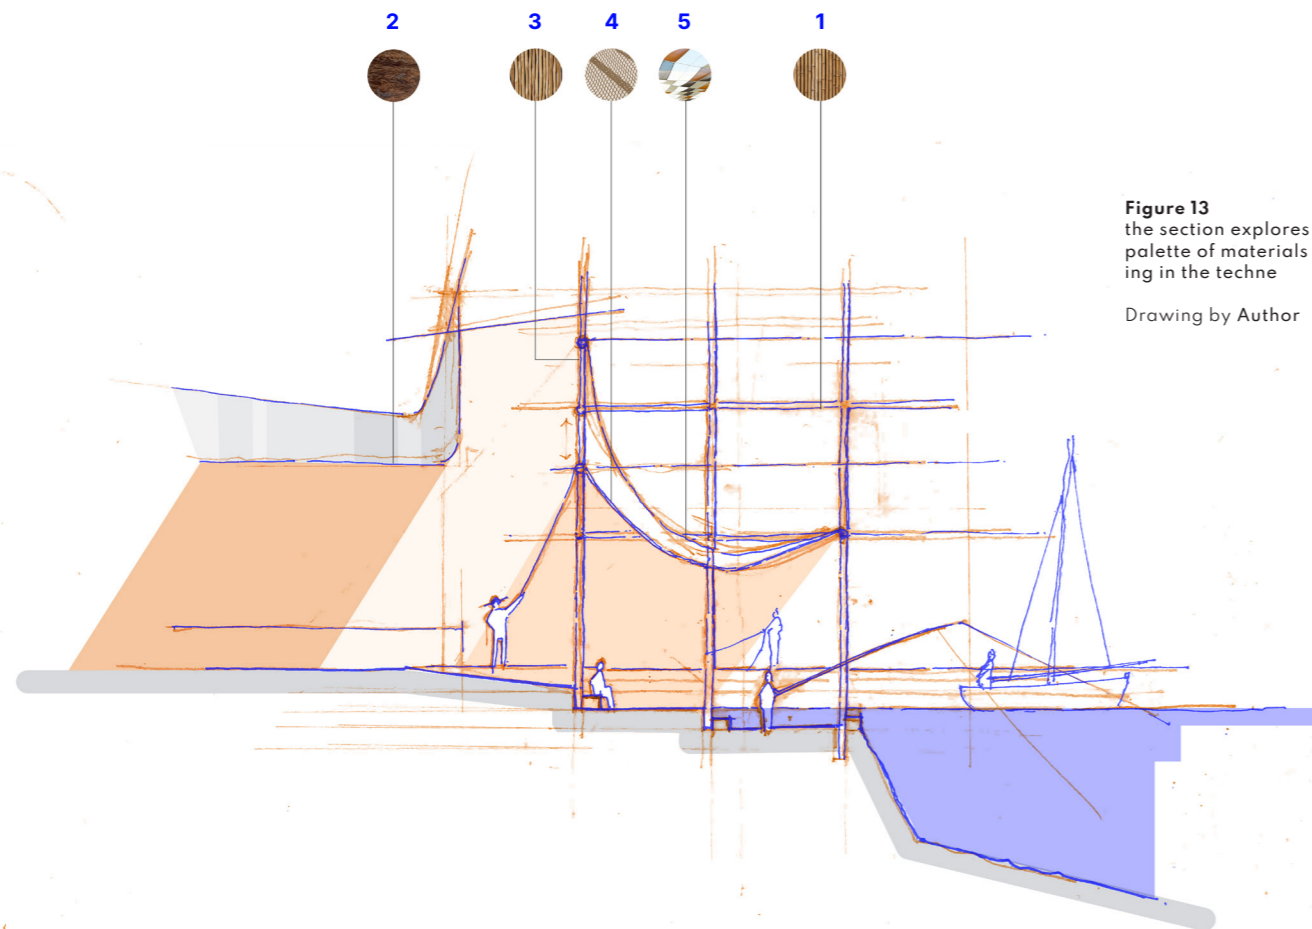 2 3 4 5 1
Figure 13
the section explores
palette of materials
ing in the techne
Drawing by Author